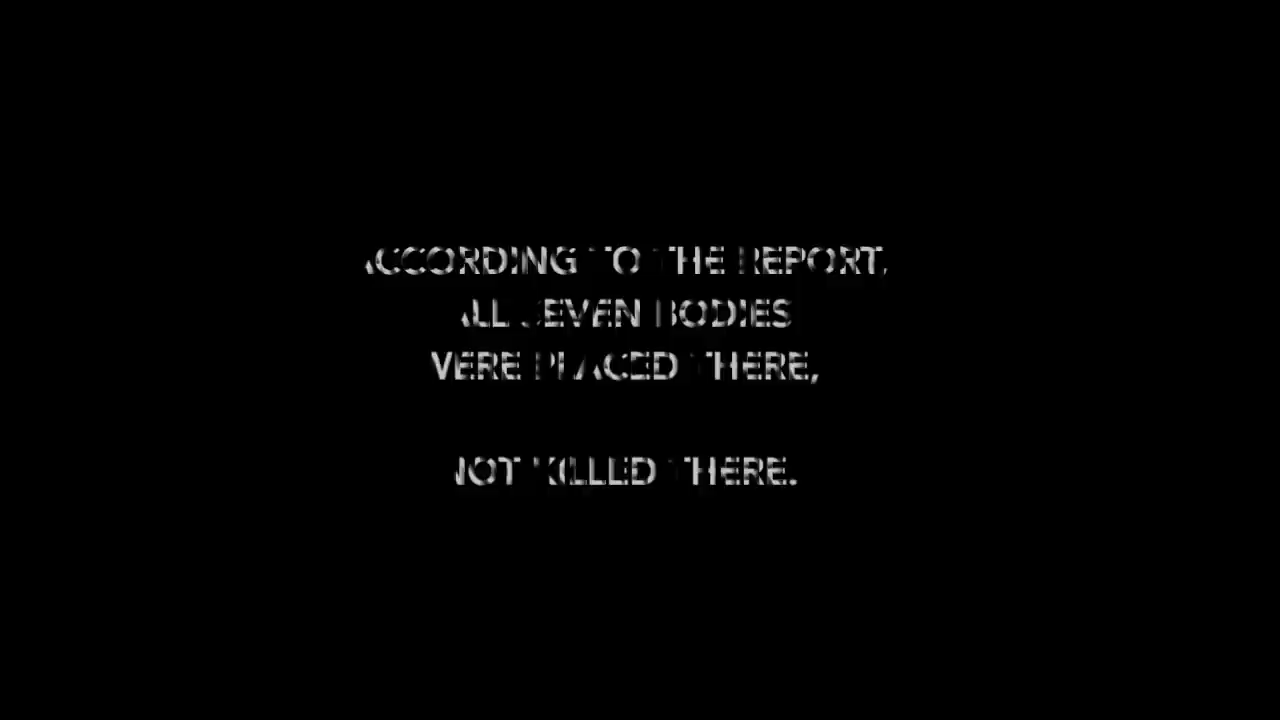 ACCORDING TO THE REPORT,
ALL SEVEN BODIES
WERE PLACED THERE,
NOT KILLED THERE.